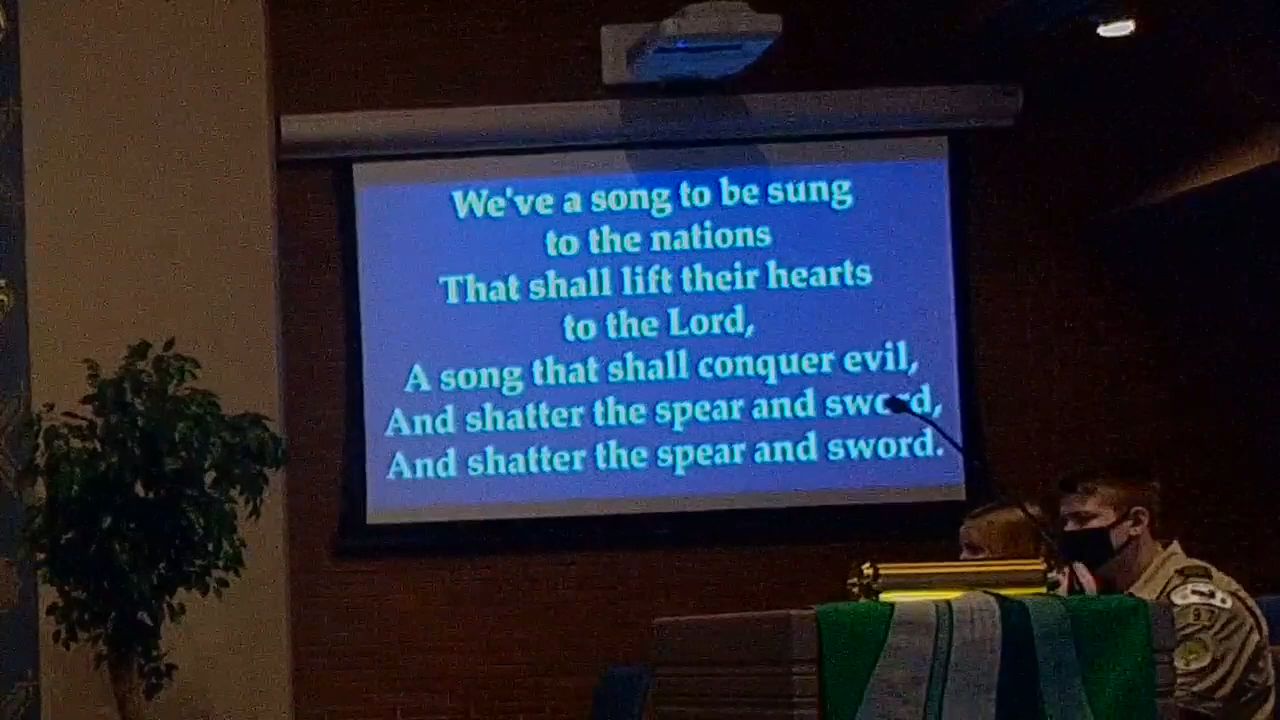 We've a song to be sung
to the nations
That shall lift their hearts
to the Lord,
A song that shall conquer evil,
And shatter the spear and sword,
And shatter the spear and sword.
97